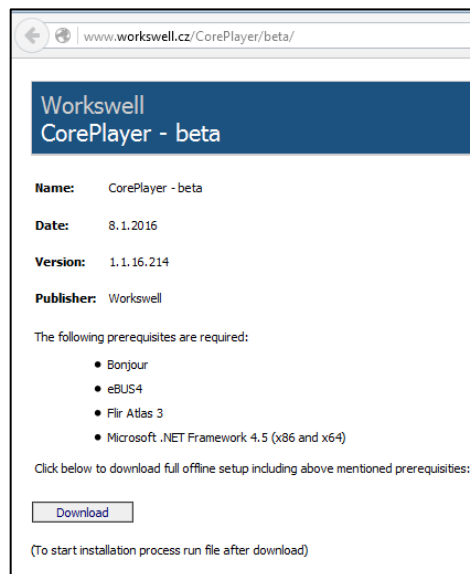 www.workswell.cz/CorePlayer/beta/
Workswell
CorePlayer - beta
Name: CorePlayer - beta
Date: 8.1.2016
Version: 1.1.16.214
Publisher: Workswell
The following prerequisites are required:
• Bonjour
• eBUS4
• Flir Atlas 3
• Microsoft .NET Framework 4.5 (x86 and x64)
Click below to download full offline setup including above mentioned prerequisities:
Download
(To start installation process run file after download)